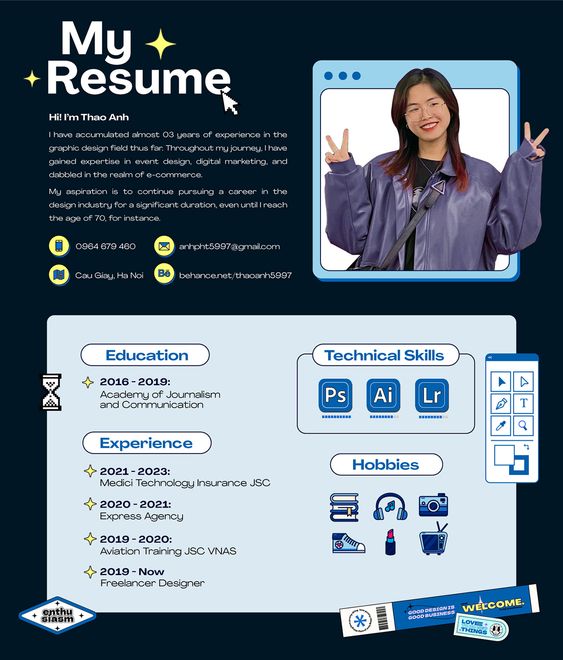 My
Resume
Hi! I'm Thao Anh
I have accumulated almost 03 years of experience in the
graphic design field thus far. Throughout my journey, I have
gained expertise in event design, digital marketing, and
dabbled in the realm of e-commerce.
My aspiration is to continue pursuing a career in the
design industry for a significant duration, even until I reach
the age of 70, for instance.
0964 679 460
anhpht5997@gmail.com
Cau Giay, Ha Noi
Bē
behance.net/thaoanh5997
Education
2016 - 2019:
Academy of Journalism
and Communication
Experience
2021 - 2023:
Medici Technology Insurance JSC
2020 - 2021:
Express Agency
2019 - 2020:
Aviation Training JSC VNAS
2019 - Now
Freelancer Designer
Technical Skills
Ps Ai Lr
T
Hobbies
enthu
siasm
GOOD DESIGN IS
GOOD BUSINESS
WELCOME.
LOVELY
THINGS